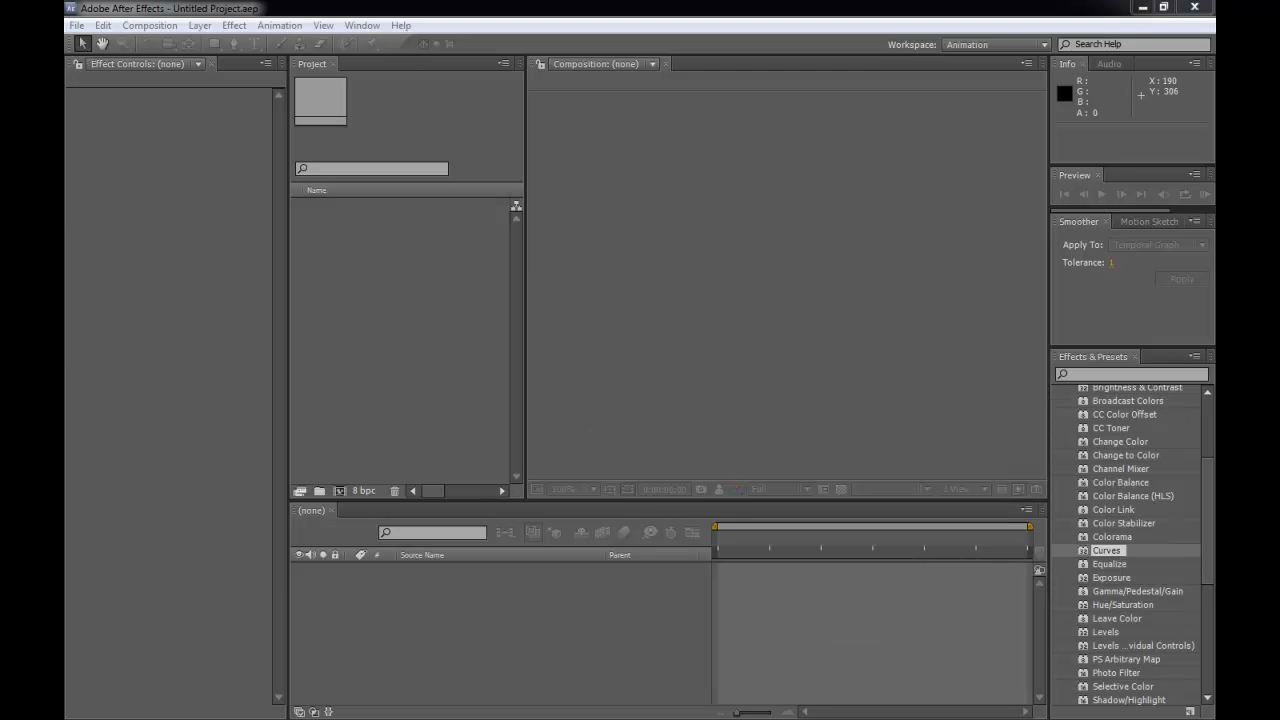 Adobe After Effects - Untitled Project.aep
File Edit Composition Layer Effect Animation View Window Help
Workspace: Animation Search Help
Effect Controls: (none)
Project
Composition: (none)
Info Audio
R:
G:
B:
A: 0
X: 190
Y: 306
Preview
Smoother Motion Sketch
Apply To: Temporal Graph
Tolerance: 1
Apply
Effects & Presets
Name
8 bpc
Brightness & Contrast
Broadcast Colors
CC Color Offset
CC Toner
Change Color
Change to Color
Channel Mixer
Color Balance
Color Balance (HLS)
Color Link
Color Stabilizer
Colorama
Curves
Equalize
Exposure
Gamma/Pedestal/Gain
Hue/Saturation
Leave Color
Levels
Levels ...vidual Controls)
PS Arbitrary Map
Photo Filter
Selective Color
Shadow/Highlight
Full
1 View
(none)
# Source Name Parent